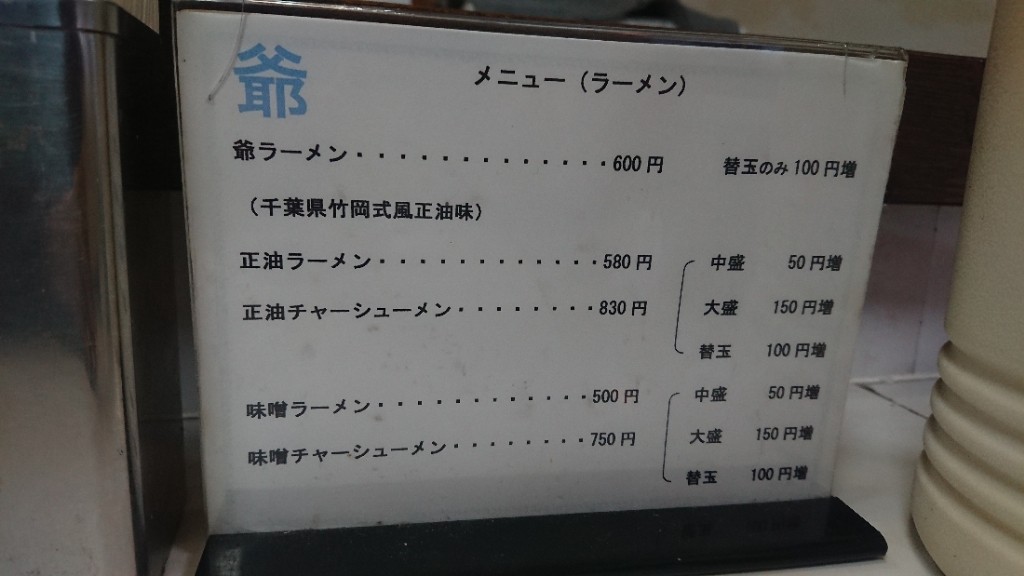 爺
メニュー（ラーメン）
爺ラーメン・・・・・・・・・・・・・600円 替玉のみ100円増
（千葉県竹岡式風正油味）
正油ラーメン・・・・・・・・・・・・580円 中盛 50円増
正油チャーシューメン・・・・・・・・830円 大盛 150円増
替玉 100円増
味噌ラーメン・・・・・・・・・・・・500円 中盛 50円増
味噌チャーシューメン・・・・・・・・750円 大盛 150円増
替玉 100円増